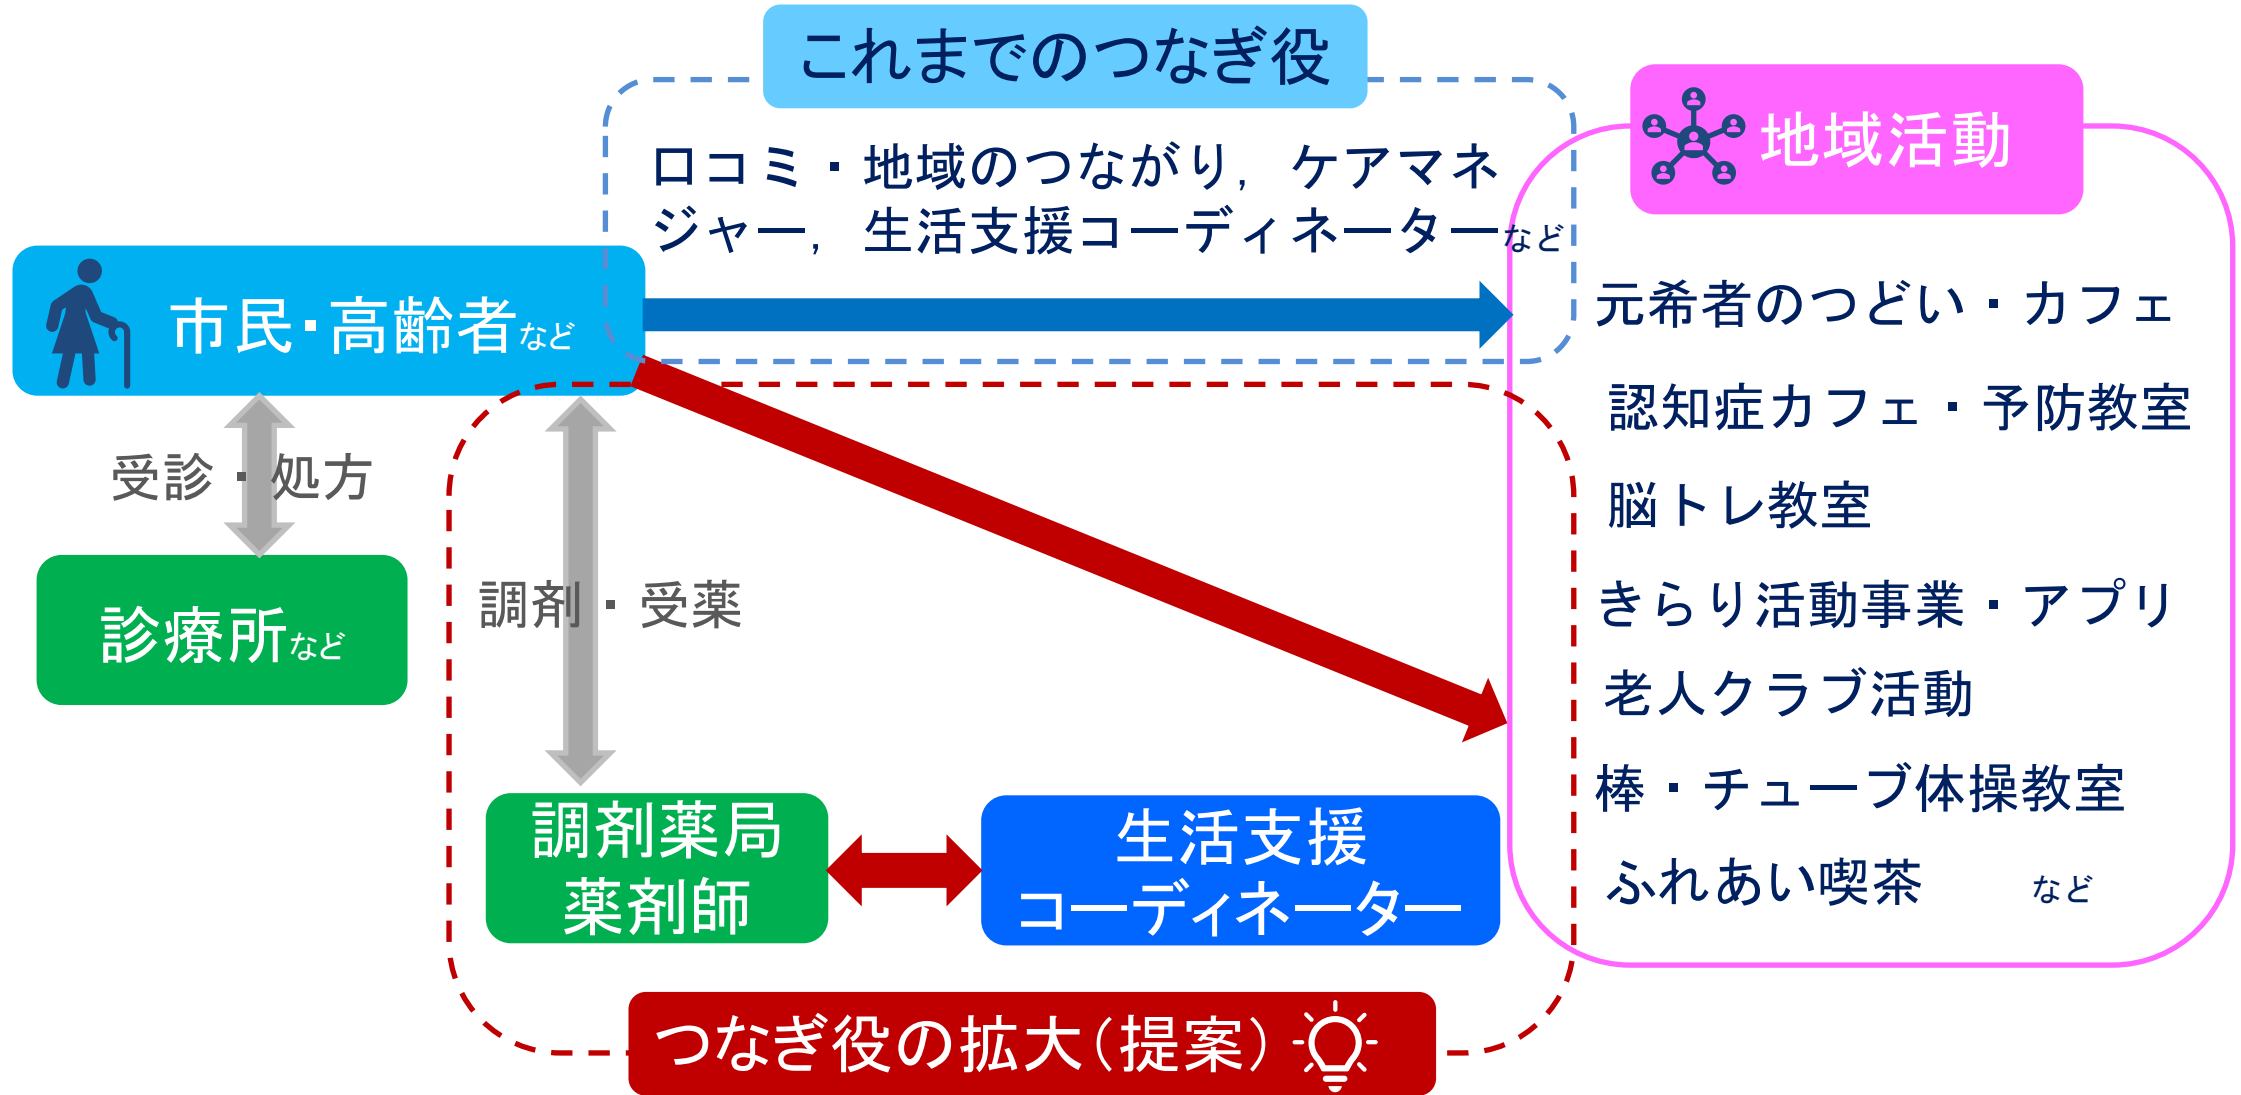 これまでのつなぎ役
口コミ・地域のつながり，ケアマネ
ジャー，生活支援コーディネーターなど
地域活動
市民・高齢者など
元希者のつどい・カフェ
認知症カフェ・予防教室
脳トレ教室
きらり活動事業・アプリ
老人クラブ活動
棒・チューブ体操教室
ふれあい喫茶 など
受診・処方
診療所など
調剤・受薬
調剤薬局
薬剤師
生活支援
コーディネーター
つなぎ役の拡大（提案）